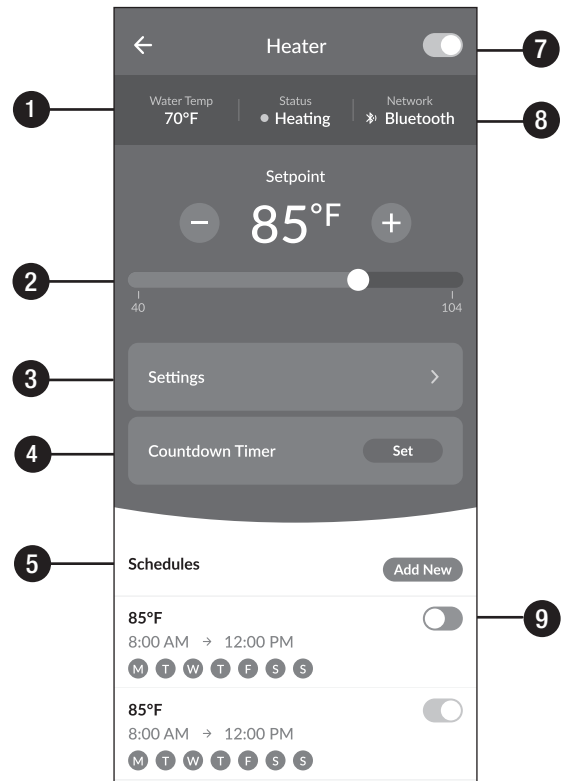 Heater
7
1
Water Temp
70°F
Status
Heating
Network
Bluetooth
8
Setpoint
85°F
2
40
104
3
Settings
4
Countdown Timer
Set
5
Schedules
Add New
85°F
9
8:00 AM → 12:00 PM
M T W T F S S
85°F
8:00 AM → 12:00 PM
M T W T F S S